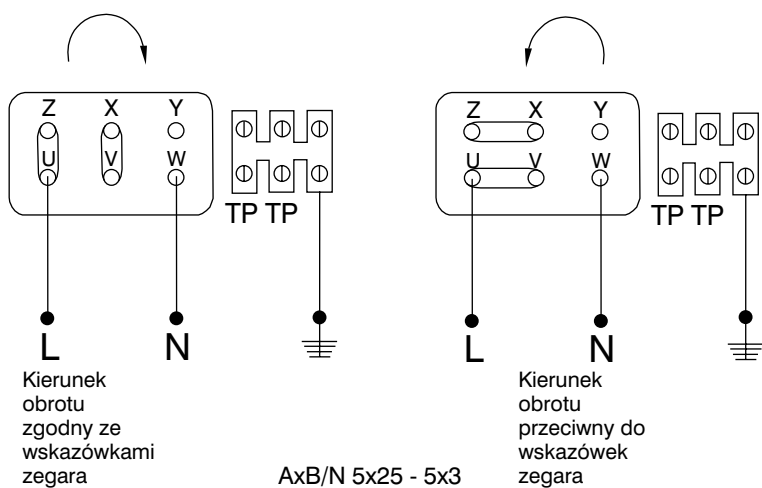 Z X Y
U V W
TP TP
L N
Kierunek
obrotu
zgodny ze
wskazówkami
zegara
Z X Y
U V W
TP TP
L N
Kierunek
obrotu
przeciwny do
wskazówek
zegara
AxB/N 5x25 - 5x3